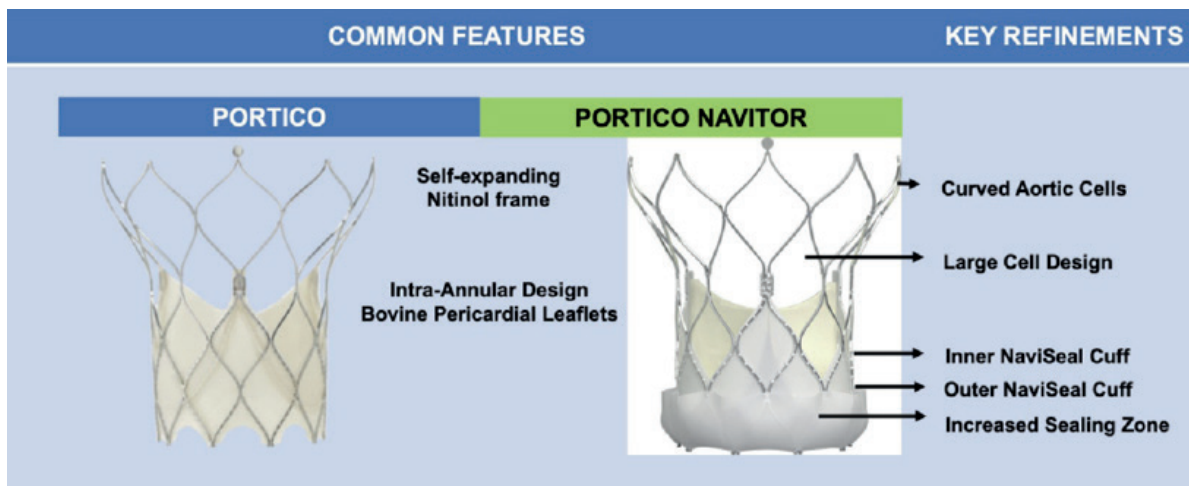 COMMON FEATURES
KEY REFINEMENTS
PORTICO
PORTICO NAVITOR
Self-expanding
Nitinol frame
Intra-Annular Design
Bovine Pericardial Leaflets
Curved Aortic Cells
Large Cell Design
Inner NaviSeal Cuff
Outer NaviSeal Cuff
Increased Sealing Zone